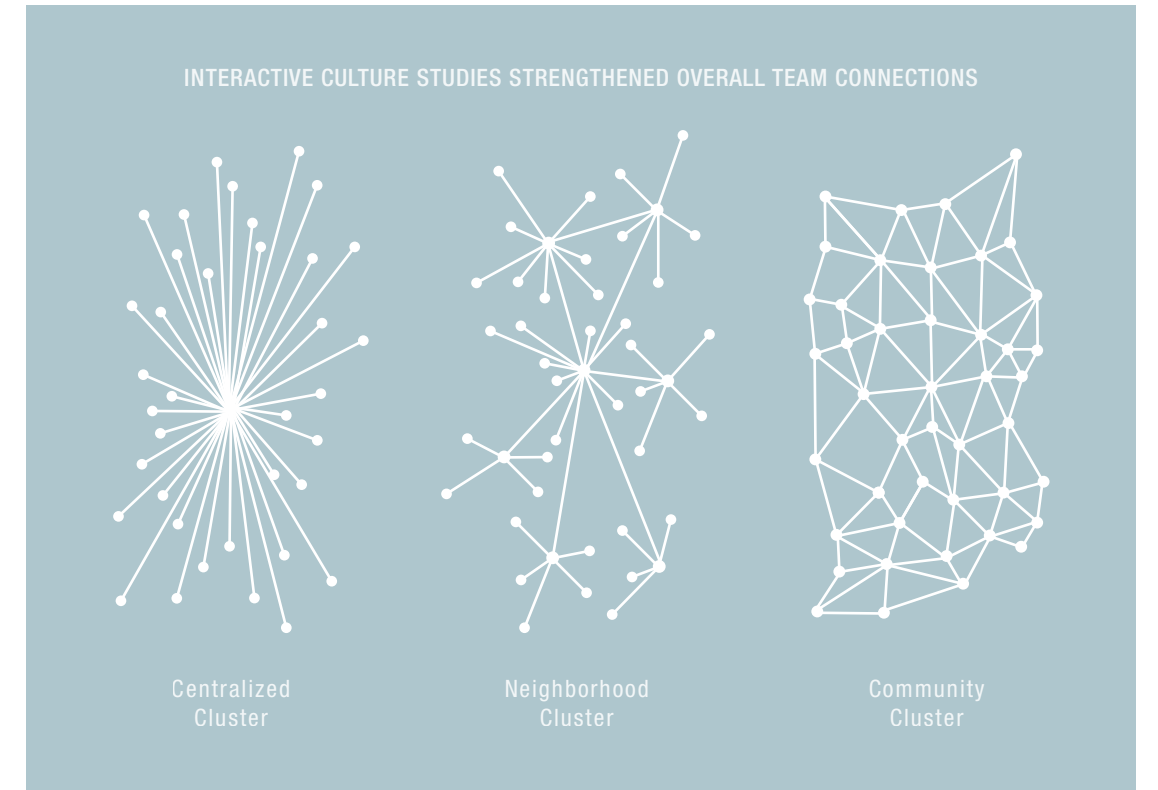 INTERACTIVE CULTURE STUDIES STRENGTHENED OVERALL TEAM CONNECTIONS
Centralized
Cluster
Neighborhood
Cluster
Community
Cluster